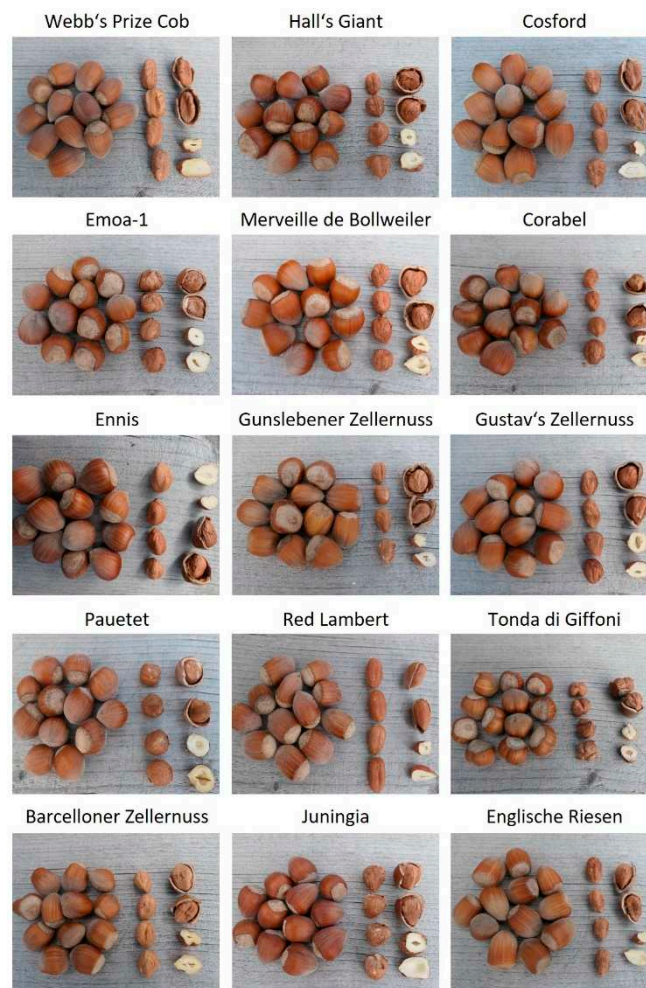 Webb‘s Prize Cob
Hall‘s Giant
Cosford
Emoa-1
Merveille de Bollweiler
Corabel
Ennis
Gunslebener Zellernuss
Gustav‘s Zellernuss
Pauetet
Red Lambert
Tonda di Giffoni
Barcelloner Zellernuss
Juningia
Englische Riesen